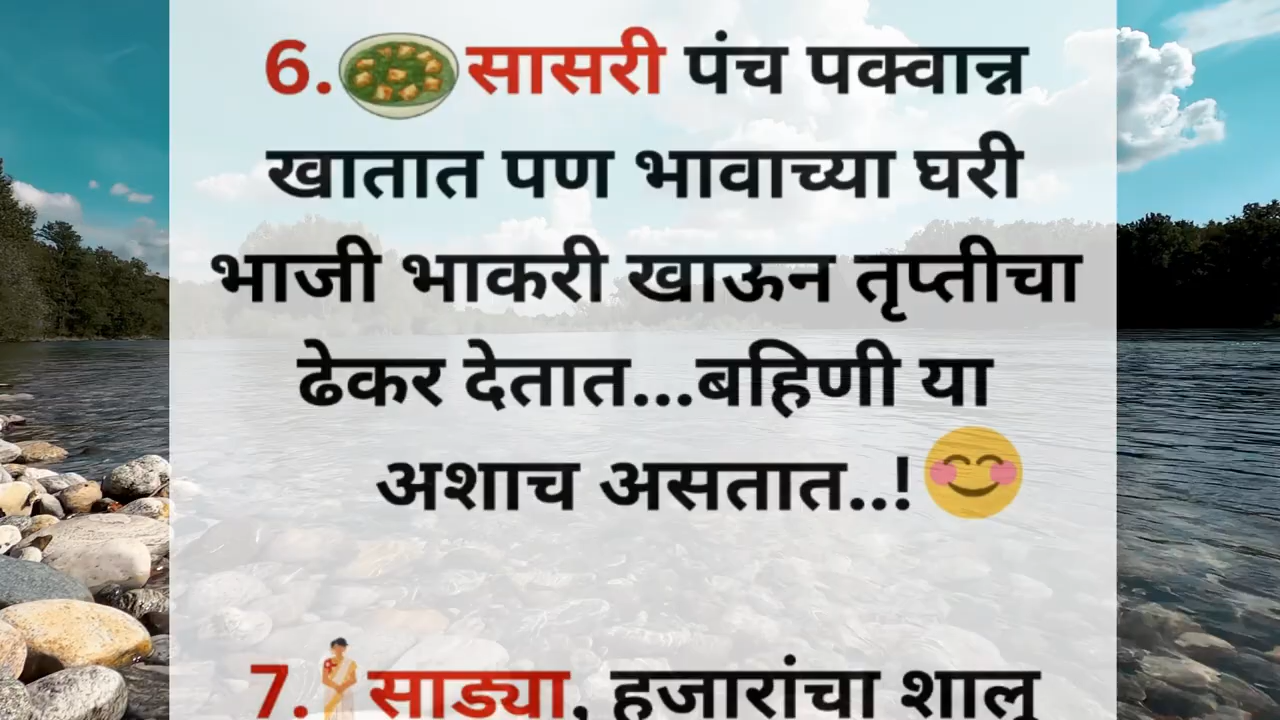 6. सासरी पंच पक्वान्न
खातात पण भावाच्या घरी
भाजी भाकरी खाऊन तृप्तीचा
ढेकर देतात...बहिणी या
अशाच असतात..!
7. साड्या, हजारांचा शालू